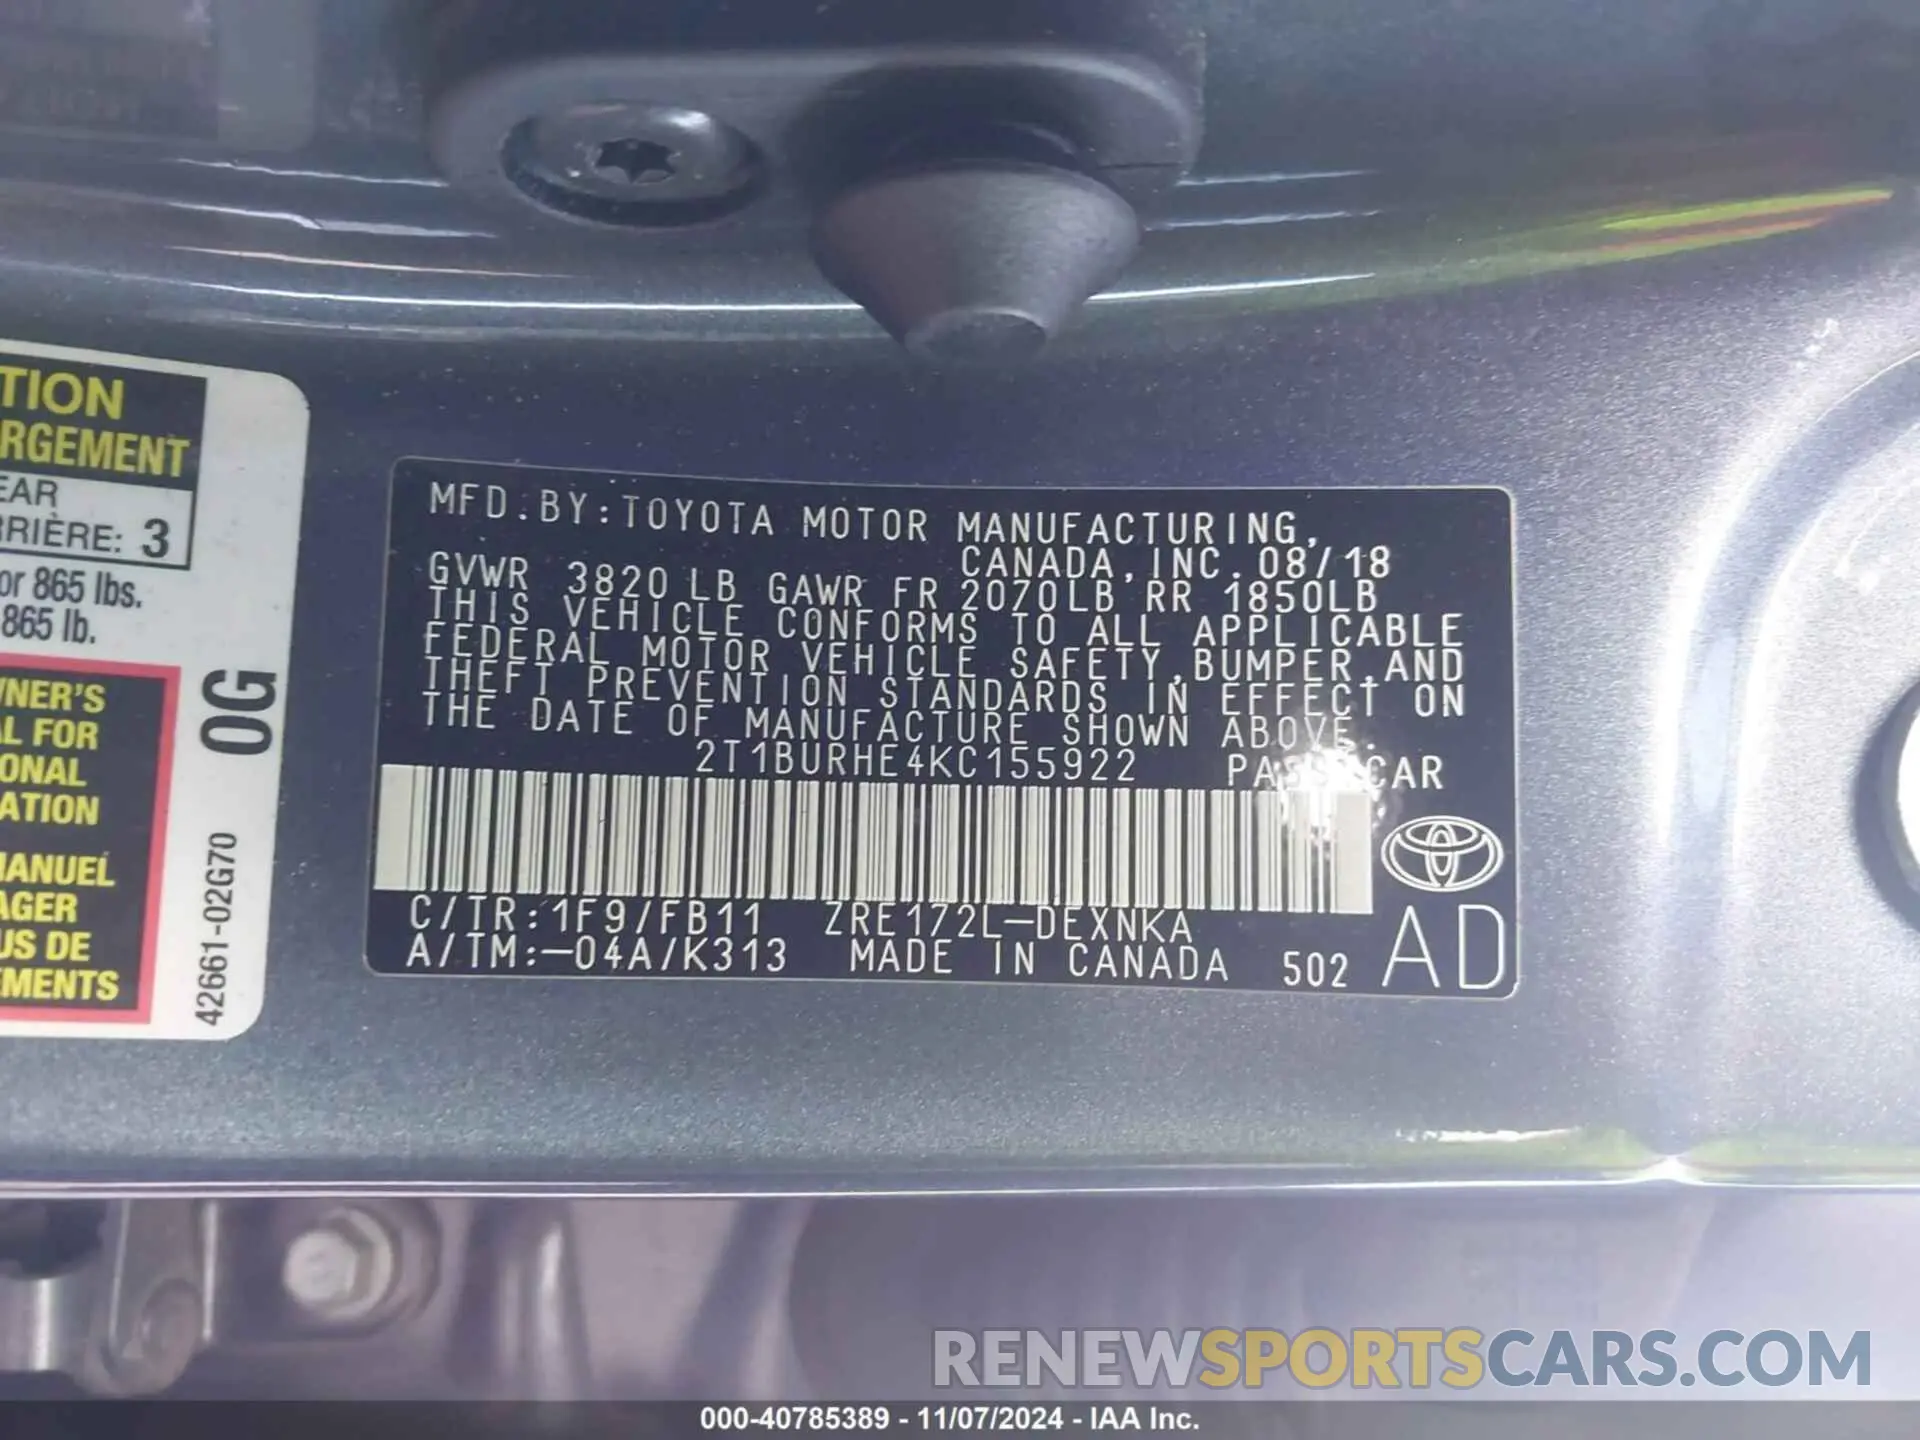 TION
RGEMENT
EAR
RRIÈRE: 3
or 865 lbs.
865 lb.
WNER'S
AL FOR
ONAL
ATION
MANUEL
AGER
US DE
EMENTS
0G
42661-02G70
MFD.BY:TOYOTA MOTOR MANUFACTURING,
CANADA,INC. 08/18
GVWR 3820 LB GAWR FR 2070LB RR 1850LB
THIS VEHICLE CONFORMS TO ALL APPLICABLE
FEDERAL MOTOR VEHICLE SAFETY,BUMPER,AND
THEFT PREVENTION STANDARDS IN EFFECT ON
THE DATE OF MANUFACTURE SHOWN ABOVE.
2T1BURHE4KC155922 PASS.CAR
C/TR:1F9/FB11 ZRE172L-DEXNKA
A/TM:-04A/K313 MADE IN CANADA 502
AD
RENEWSPORTSCARS.COM
000-40785389 - 11/07/2024 - IAA Inc.